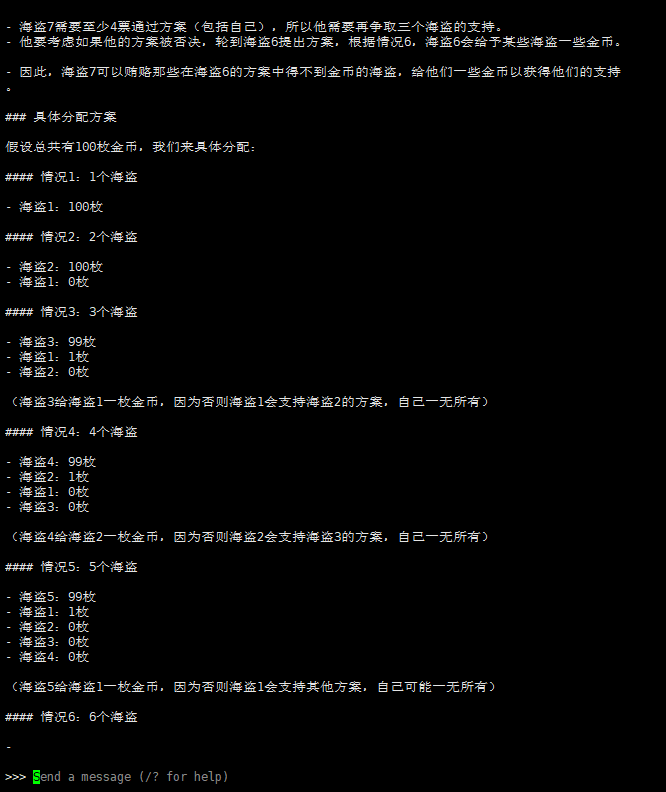 - 海盗7需要至少4票通过方案（包括自己），所以他需要再争取三个海盗的支持。
- 他要考虑如果他的方案被否决，轮到海盗6提出方案，根据情况6，海盗6会给予某些海盗一些金币。
- 因此，海盗7可以贿赂那些在海盗6的方案中得不到金币的海盗，给他们一些金币以获得他们的支持
。
### 具体分配方案
假设总共有100枚金币，我们来具体分配：
#### 情况1：1个海盗
- 海盗1：100枚
#### 情况2：2个海盗
- 海盗2：100枚
- 海盗1：0枚
#### 情况3：3个海盗
- 海盗3：99枚
- 海盗1：1枚
- 海盗2：0枚
（海盗3给海盗1一枚金币，因为否则海盗1会支持海盗2的方案，自己一无所有）
#### 情况4：4个海盗
- 海盗4：99枚
- 海盗2：1枚
- 海盗1：0枚
- 海盗3：0枚
（海盗4给海盗2一枚金币，因为否则海盗2会支持海盗3的方案，自己一无所有）
#### 情况5：5个海盗
- 海盗5：99枚
- 海盗1：1枚
- 海盗2：0枚
- 海盗3：0枚
- 海盗4：0枚
（海盗5给海盗1一枚金币，因为否则海盗1会支持其他方案，自己可能一无所有）
#### 情况6：6个海盗
-
>>> Send a message (/? for help)